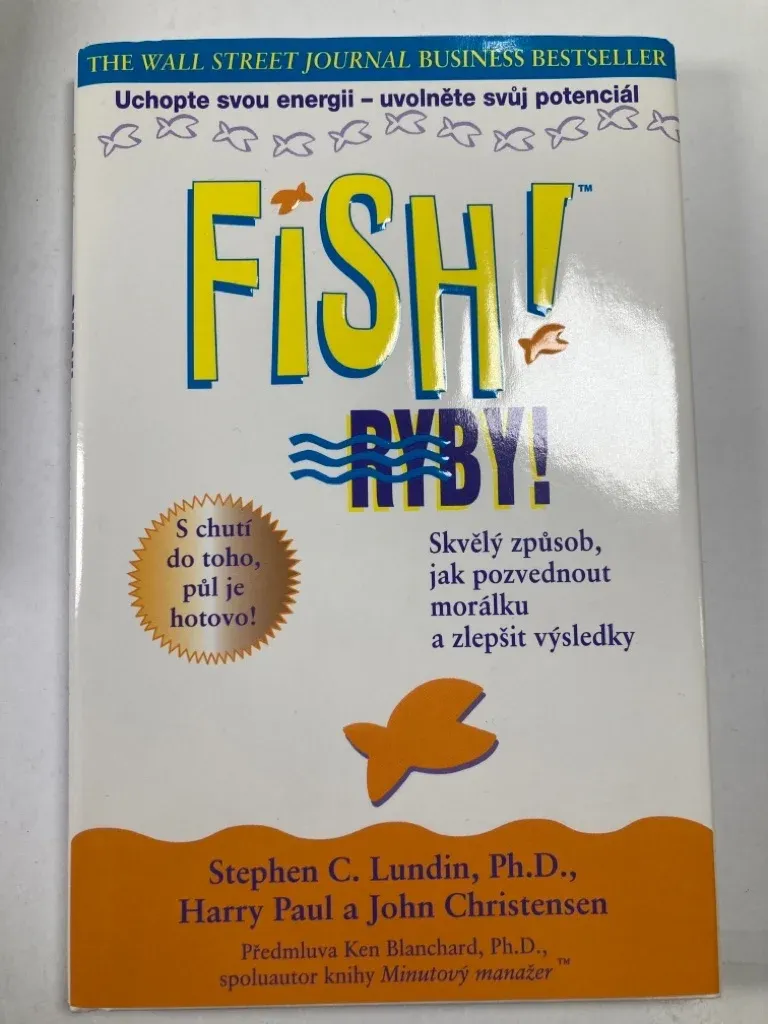 THE WALL STREET JOURNAL BUSINESS BESTSELLER
Uchopte svou energii – uvolněte svůj potenciál
FiSH!™
RYBY!
S chutí
do toho,
půl je
hotovo!
Skvělý způsob,
jak pozvednout
morálku
a zlepšit výsledky
Stephen C. Lundin, Ph.D.,
Harry Paul a John Christensen
Předmluva Ken Blanchard, Ph.D.,
spoluautor knihy Minutový manažer™